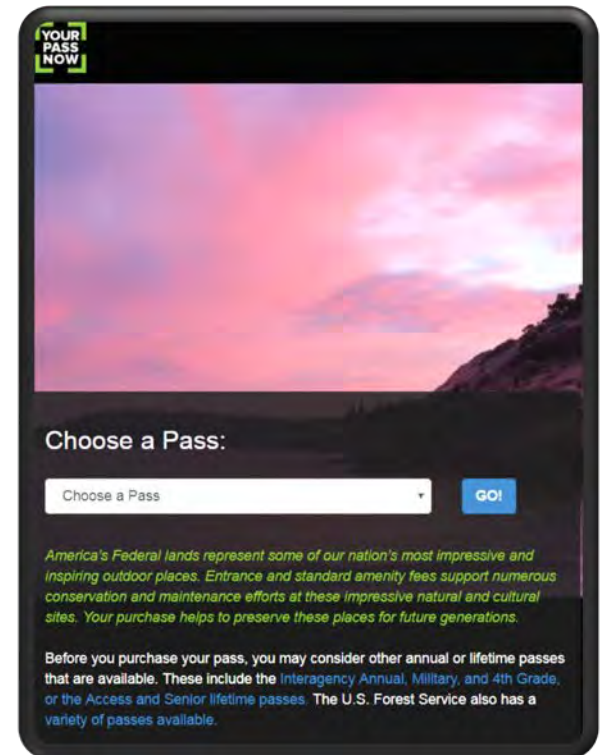 YOUR
PASS
NOW
Choose a Pass:
Choose a Pass
GO!
America's Federal lands represent some of our nation's most impressive and
inspiring outdoor places. Entrance and standard amenity fees support numerous
conservation and maintenance efforts at these impressive natural and cultural
sites. Your purchase helps to preserve these places for future generations.
Before you purchase your pass, you may consider other annual or lifetime passes
that are available. These include the Interagency Annual, Military, and 4th Grade,
or the Access and Senior lifetime passes. The U.S. Forest Service also has a
variety of passes available.